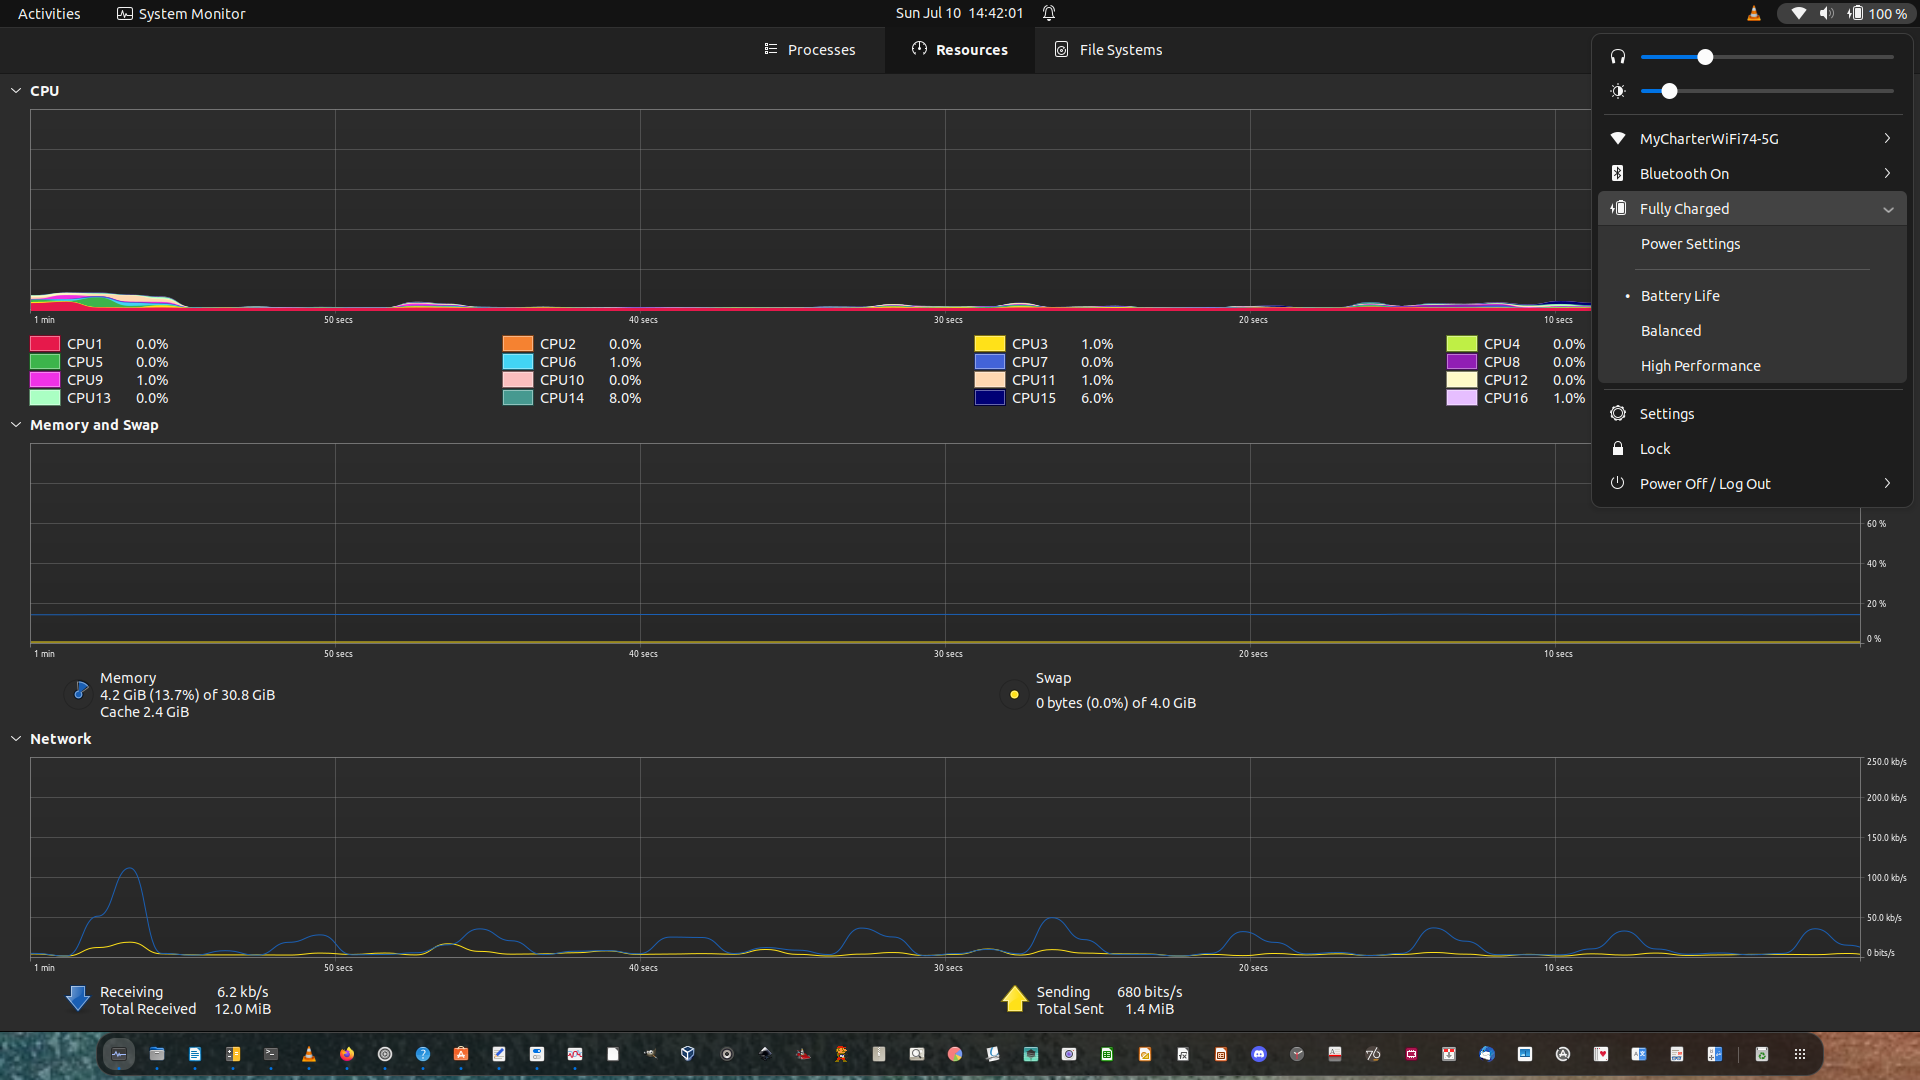 Activities
System Monitor
Sun Jul 10 14:42:01
100 %
Processes
Resources
File Systems
CPU
1 min
50 secs
40 secs
30 secs
20 secs
10 secs
CPU1 0.0%
CPU2 0.0%
CPU3 1.0%
CPU4 0.0%
CPU5 0.0%
CPU6 1.0%
CPU7 0.0%
CPU8 0.0%
CPU9 1.0%
CPU10 0.0%
CPU11 1.0%
CPU12 0.0%
CPU13 0.0%
CPU14 8.0%
CPU15 6.0%
CPU16 1.0%
MyCharterWiFi74-5G
Bluetooth On
Fully Charged
Power Settings
Battery Life
Balanced
High Performance
Settings
Lock
Power Off / Log Out
Memory and Swap
60 %
40 %
20 %
0 %
1 min
50 secs
40 secs
30 secs
20 secs
10 secs
Memory
4.2 GiB (13.7%) of 30.8 GiB
Cache 2.4 GiB
Swap
0 bytes (0.0%) of 4.0 GiB
Network
250.0 kb/s
200.0 kb/s
150.0 kb/s
100.0 kb/s
50.0 kb/s
0 bits/s
1 min
50 secs
40 secs
30 secs
20 secs
10 secs
Receiving 6.2 kb/s
Total Received 12.0 MiB
Sending 680 bits/s
Total Sent 1.4 MiB